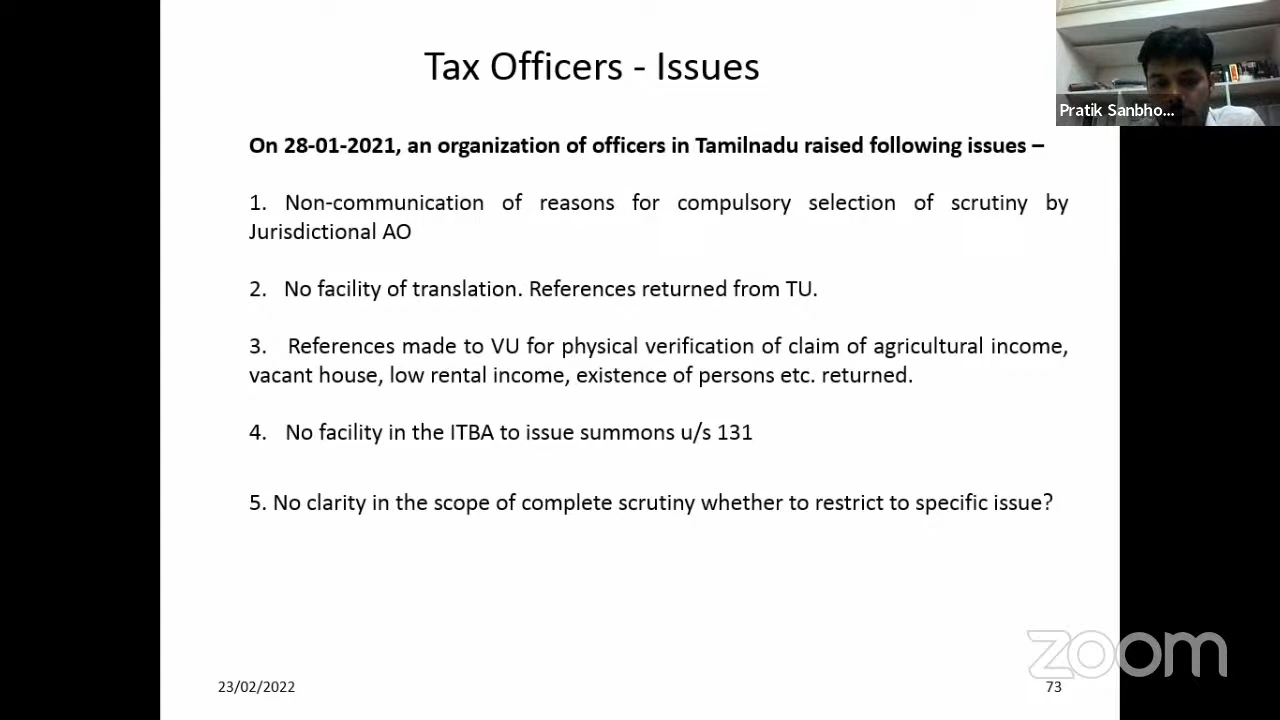 Tax Officers - Issues
Pratik Sanbho...
On 28-01-2021, an organization of officers in Tamilnadu raised following issues –
1. Non-communication of reasons for compulsory selection of scrutiny by
Jurisdictional AO
2. No facility of translation. References returned from TU.
3. References made to VU for physical verification of claim of agricultural income,
vacant house, low rental income, existence of persons etc. returned.
4. No facility in the ITBA to issue summons u/s 131
5. No clarity in the scope of complete scrutiny whether to restrict to specific issue?
zoom
23/02/2022
73